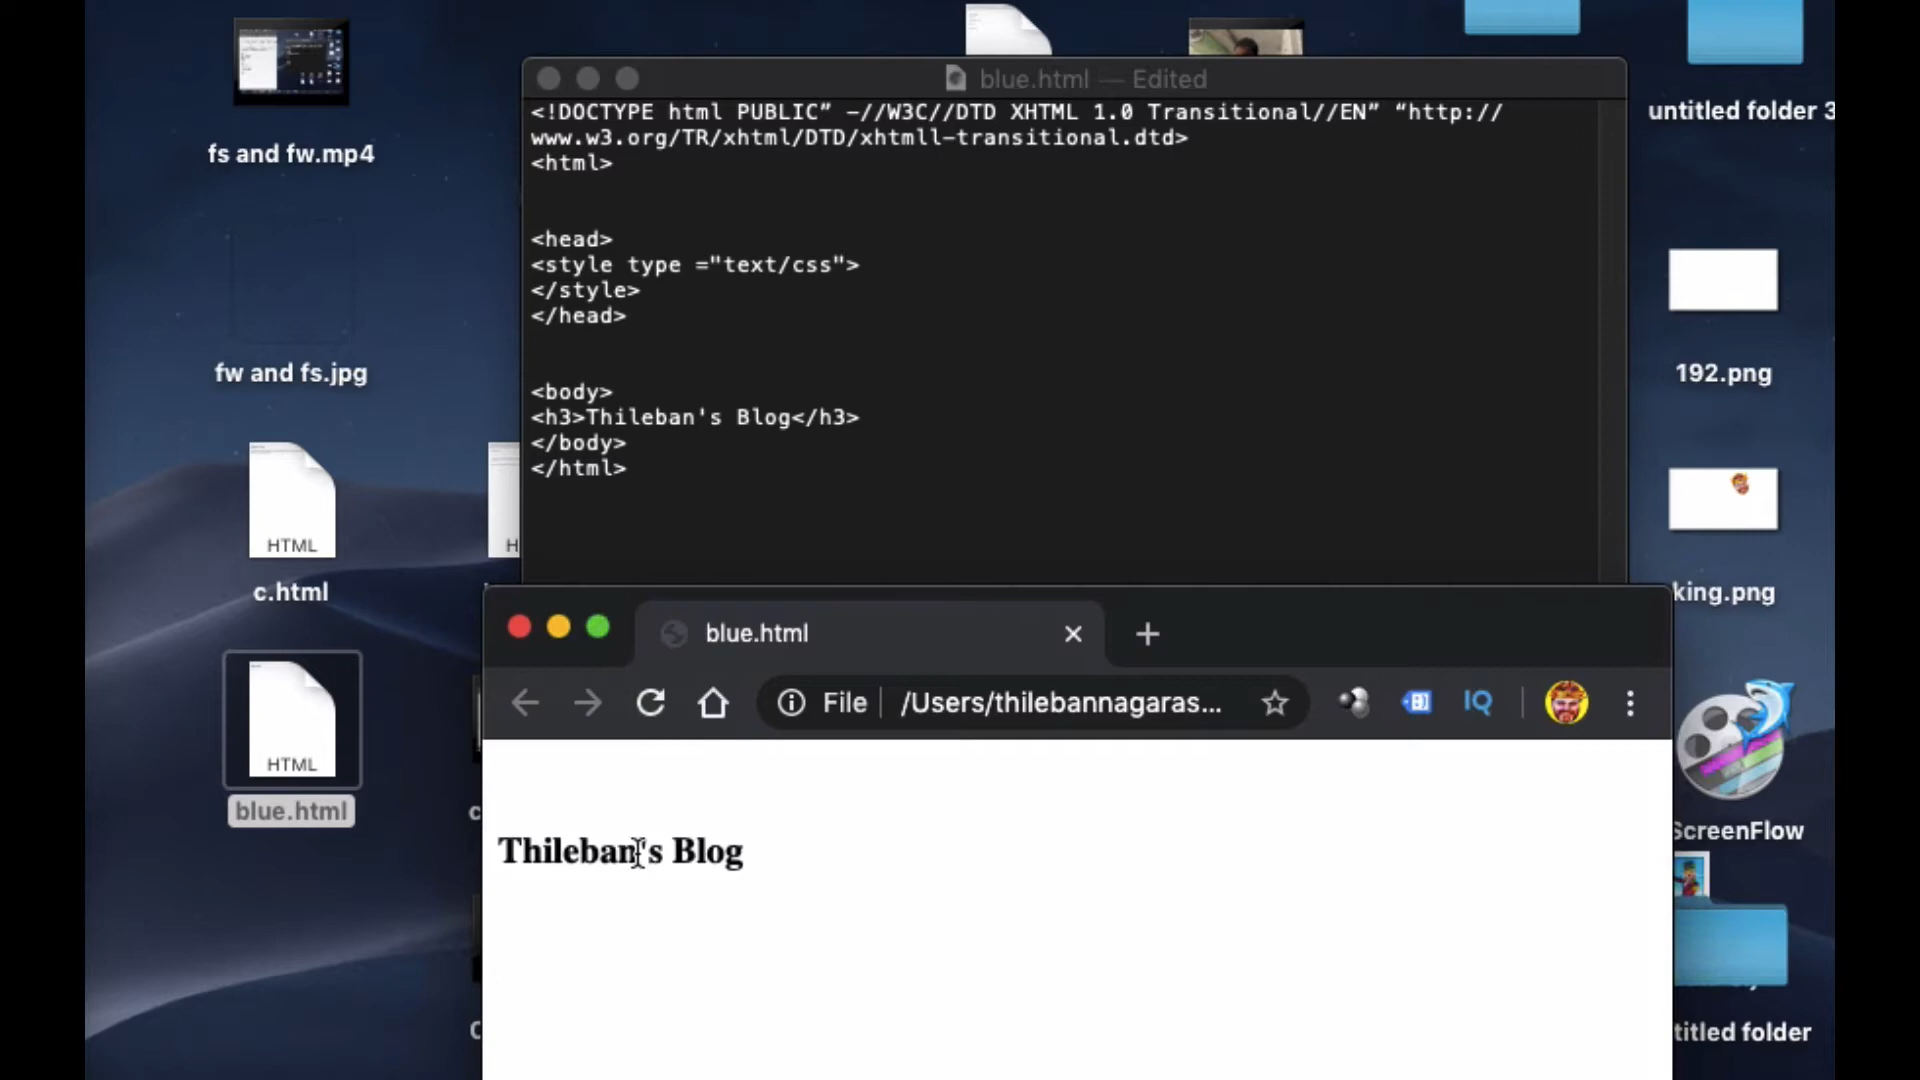 fs and fw.mp4
fw and fs.jpg
HTML
c.html
HTML
blue.html
blue.html — Edited
<!DOCTYPE html PUBLIC” –//W3C//DTD XHTML 1.0 Transitional//EN” “http://
www.w3.org/TR/xhtml/DTD/xhtmll-transitional.dtd>
<html>
<head>
<style type ="text/css">
</style>
</head>
<body>
<h3>Thileban's Blog</h3>
</body>
</html>
blue.html
File
/Users/thilebannagaras...
IQ
Thileban's Blog
untitled folder 3
192.png
king.png
ScreenFlow
titled folder